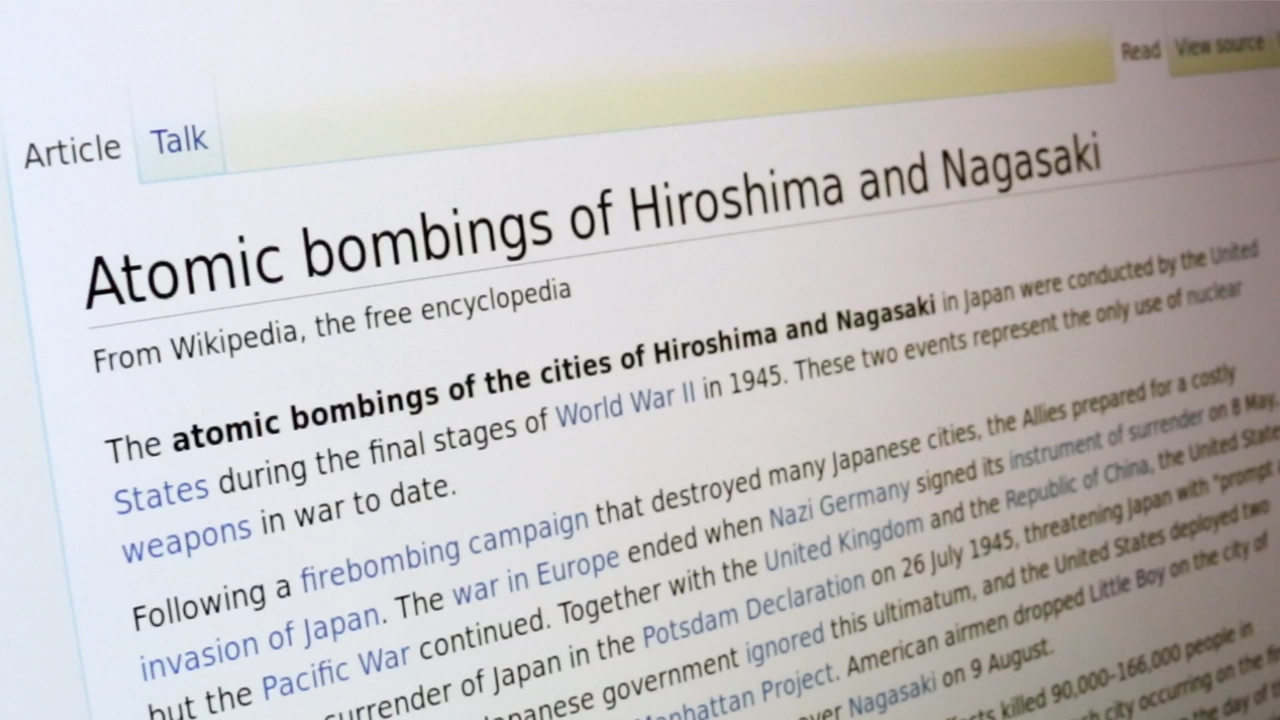 Read View source
Article Talk
Atomic bombings of Hiroshima and Nagasaki
From Wikipedia, the free encyclopedia
The atomic bombings of the cities of Hiroshima and Nagasaki in Japan were conducted by the United
States during the final stages of World War II in 1945. These two events represent the only use of nuclear
weapons in war to date.
Following a firebombing campaign that destroyed many Japanese cities, the Allies prepared for a costly
invasion of Japan. The war in Europe ended when Nazi Germany signed its instrument of surrender on 8 May,
but the Pacific War continued. Together with the United Kingdom and the Republic of China, the United States
surrender of Japan in the Potsdam Declaration on 26 July 1945, threatening Japan with "prompt
government ignored this ultimatum, and the United States deployed two
Manhattan Project. American airmen dropped Little Boy on the city of
over Nagasaki on 9 August.
killed 90,000–166,000 people in
city occurring on the
the day of